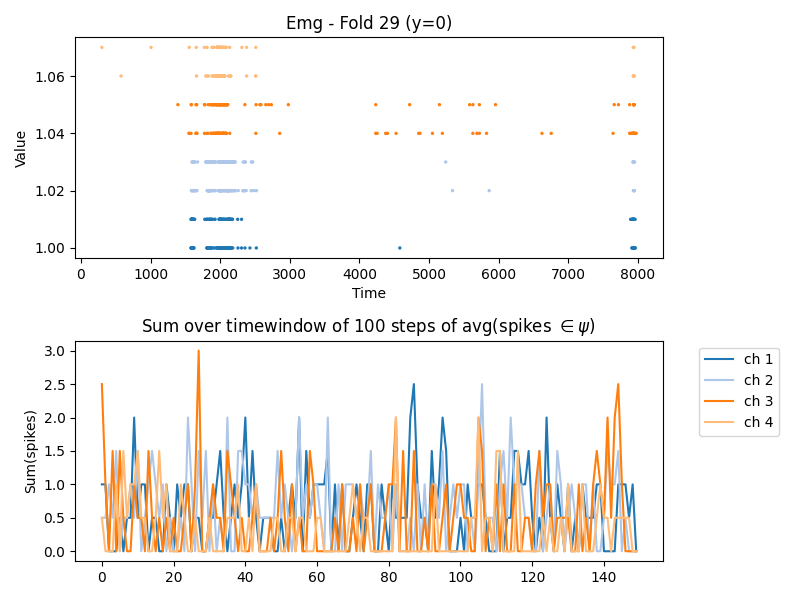 Emg - Fold 29 (y=0)
Value
1.06
1.04
1.02
1.00
0 1000 2000 3000 4000 5000 6000 7000 8000
Time
Sum over timewindow of 100 steps of avg(spikes ∈ ψ)
Sum(spikes)
3.0
2.5
2.0
1.5
1.0
0.5
0.0
0 20 40 60 80 100 120 140
ch 1
ch 2
ch 3
ch 4